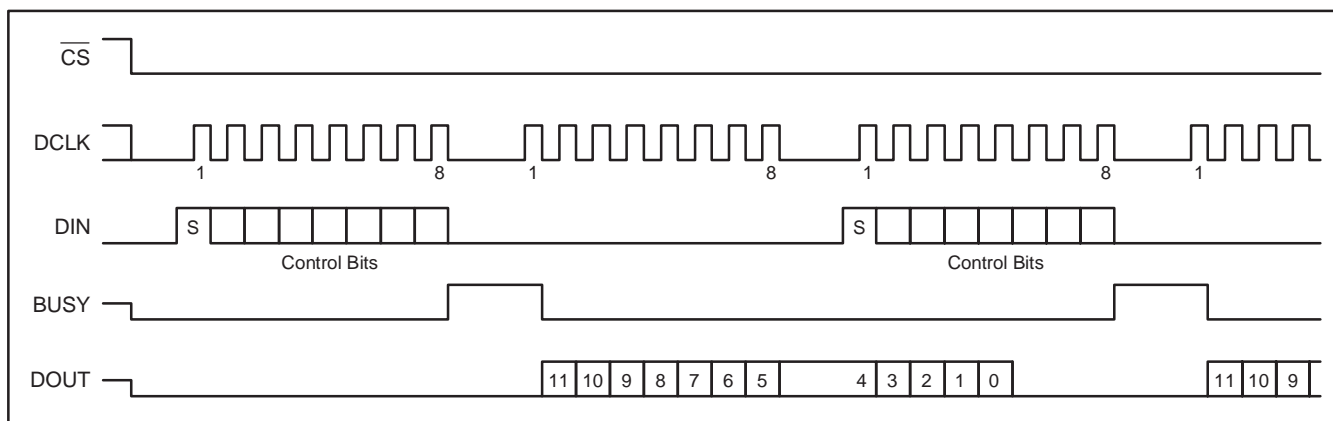 CS
DCLK
1 8 1 8 1 8 1
DIN
S S
Control Bits Control Bits
BUSY
DOUT
11 10 9 8 7 6 5 4 3 2 1 0 11 10 9